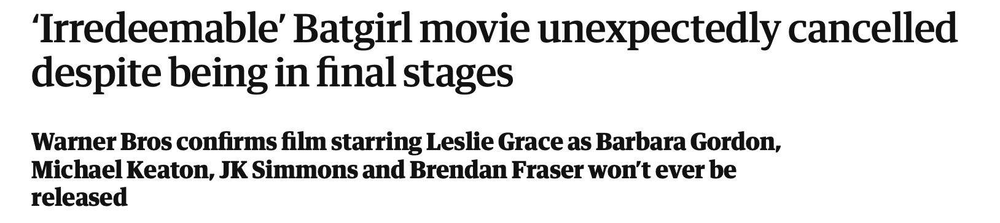 ‘Irredeemable’ Batgirl movie unexpectedly cancelled
despite being in final stages
Warner Bros confirms film starring Leslie Grace as Barbara Gordon,
Michael Keaton, JK Simmons and Brendan Fraser won’t ever be
released